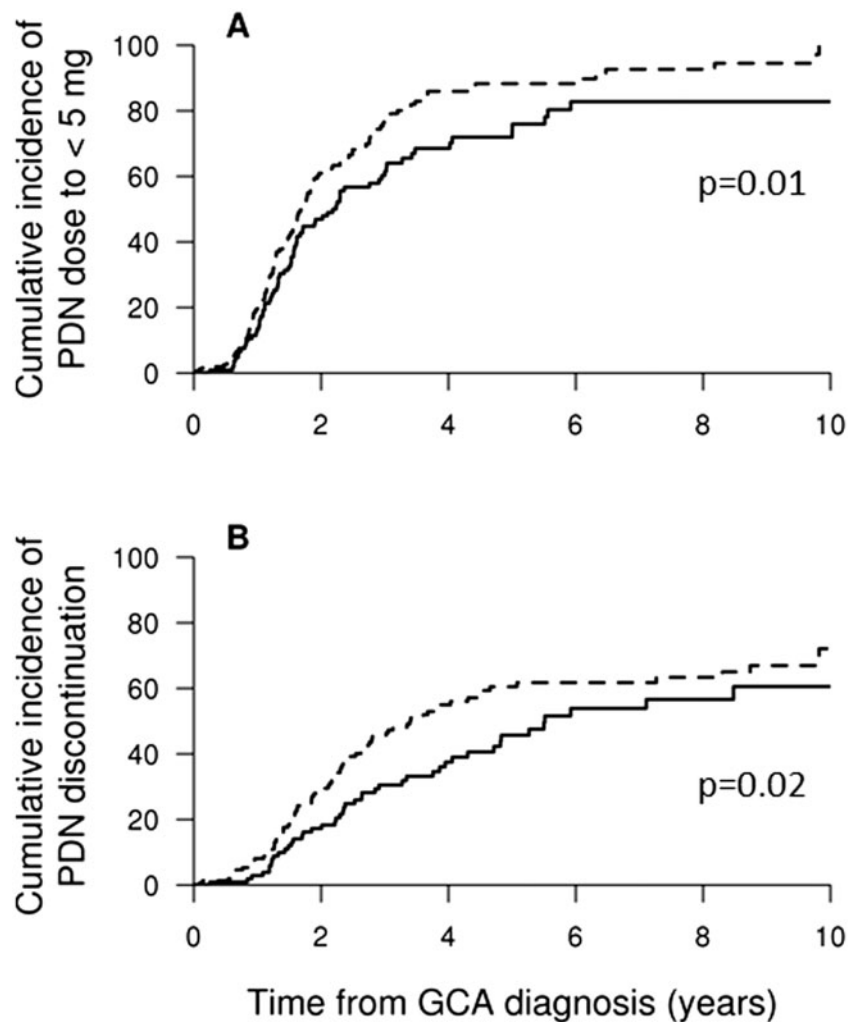 A
Cumulative incidence of
PDN dose to < 5 mg
100
80
60
40
20
0
p=0.01
0 2 4 6 8 10
B
Cumulative incidence of
PDN discontinuation
100
80
60
40
20
0
p=0.02
0 2 4 6 8 10
Time from GCA diagnosis (years)